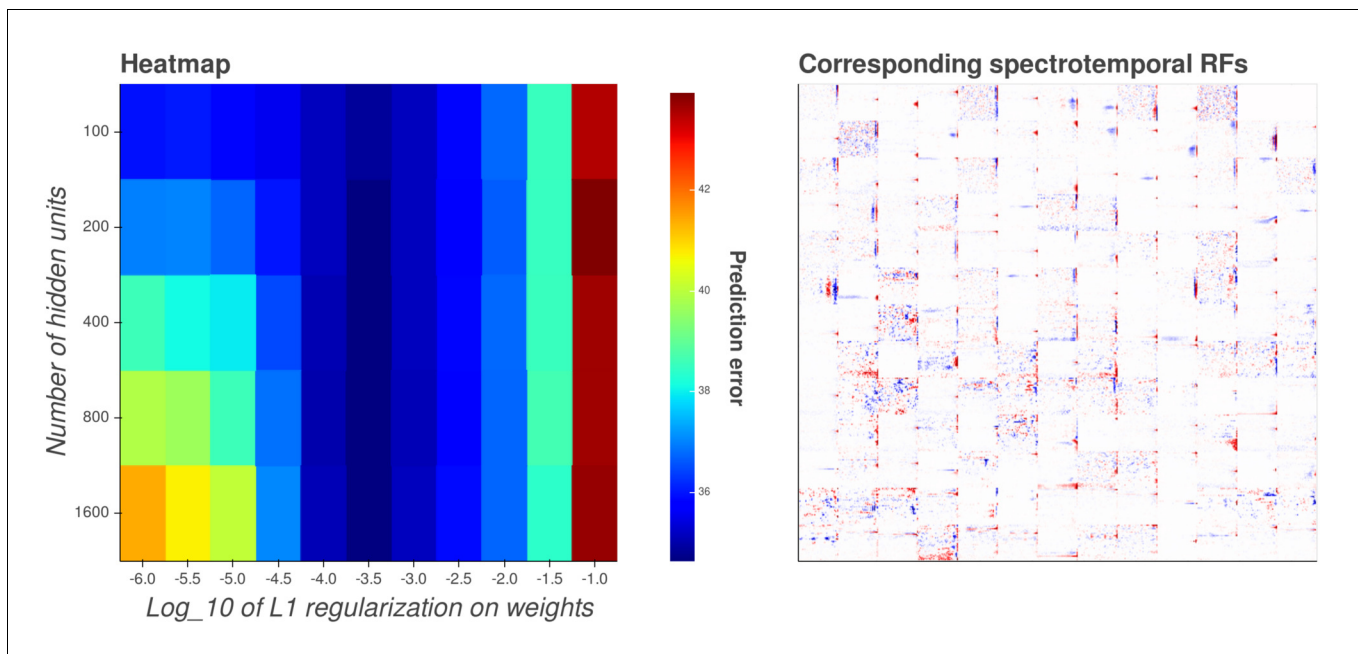 Heatmap
Number of hidden units
100
200
400
800
1600
-6.0 -5.5 -5.0 -4.5 -4.0 -3.5 -3.0 -2.5 -2.0 -1.5 -1.0
Log_10 of L1 regularization on weights
42
40
38
36
Prediction error
Corresponding spectrotemporal RFs